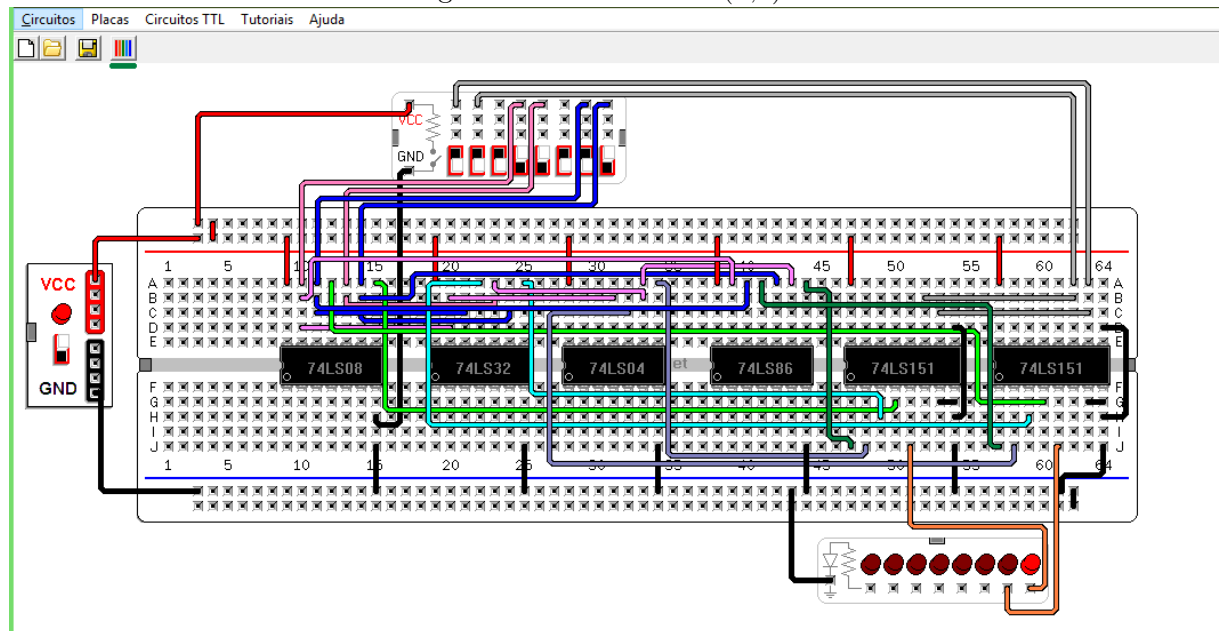 Circuitos Placas Circuitos TTL Tutoriais Ajuda
VCC
GND
1 5 10 15 20 25 30 35 40 45 50 55 60 64
VCC
GND
A A
B B
C C
D
E E
74LS08 74LS32 74LS04 et 74LS86 74LS151 74LS151
F F
G G
H H
I I
J J
1 5 10 15 20 25 30 35 40 45 50 55 60 64